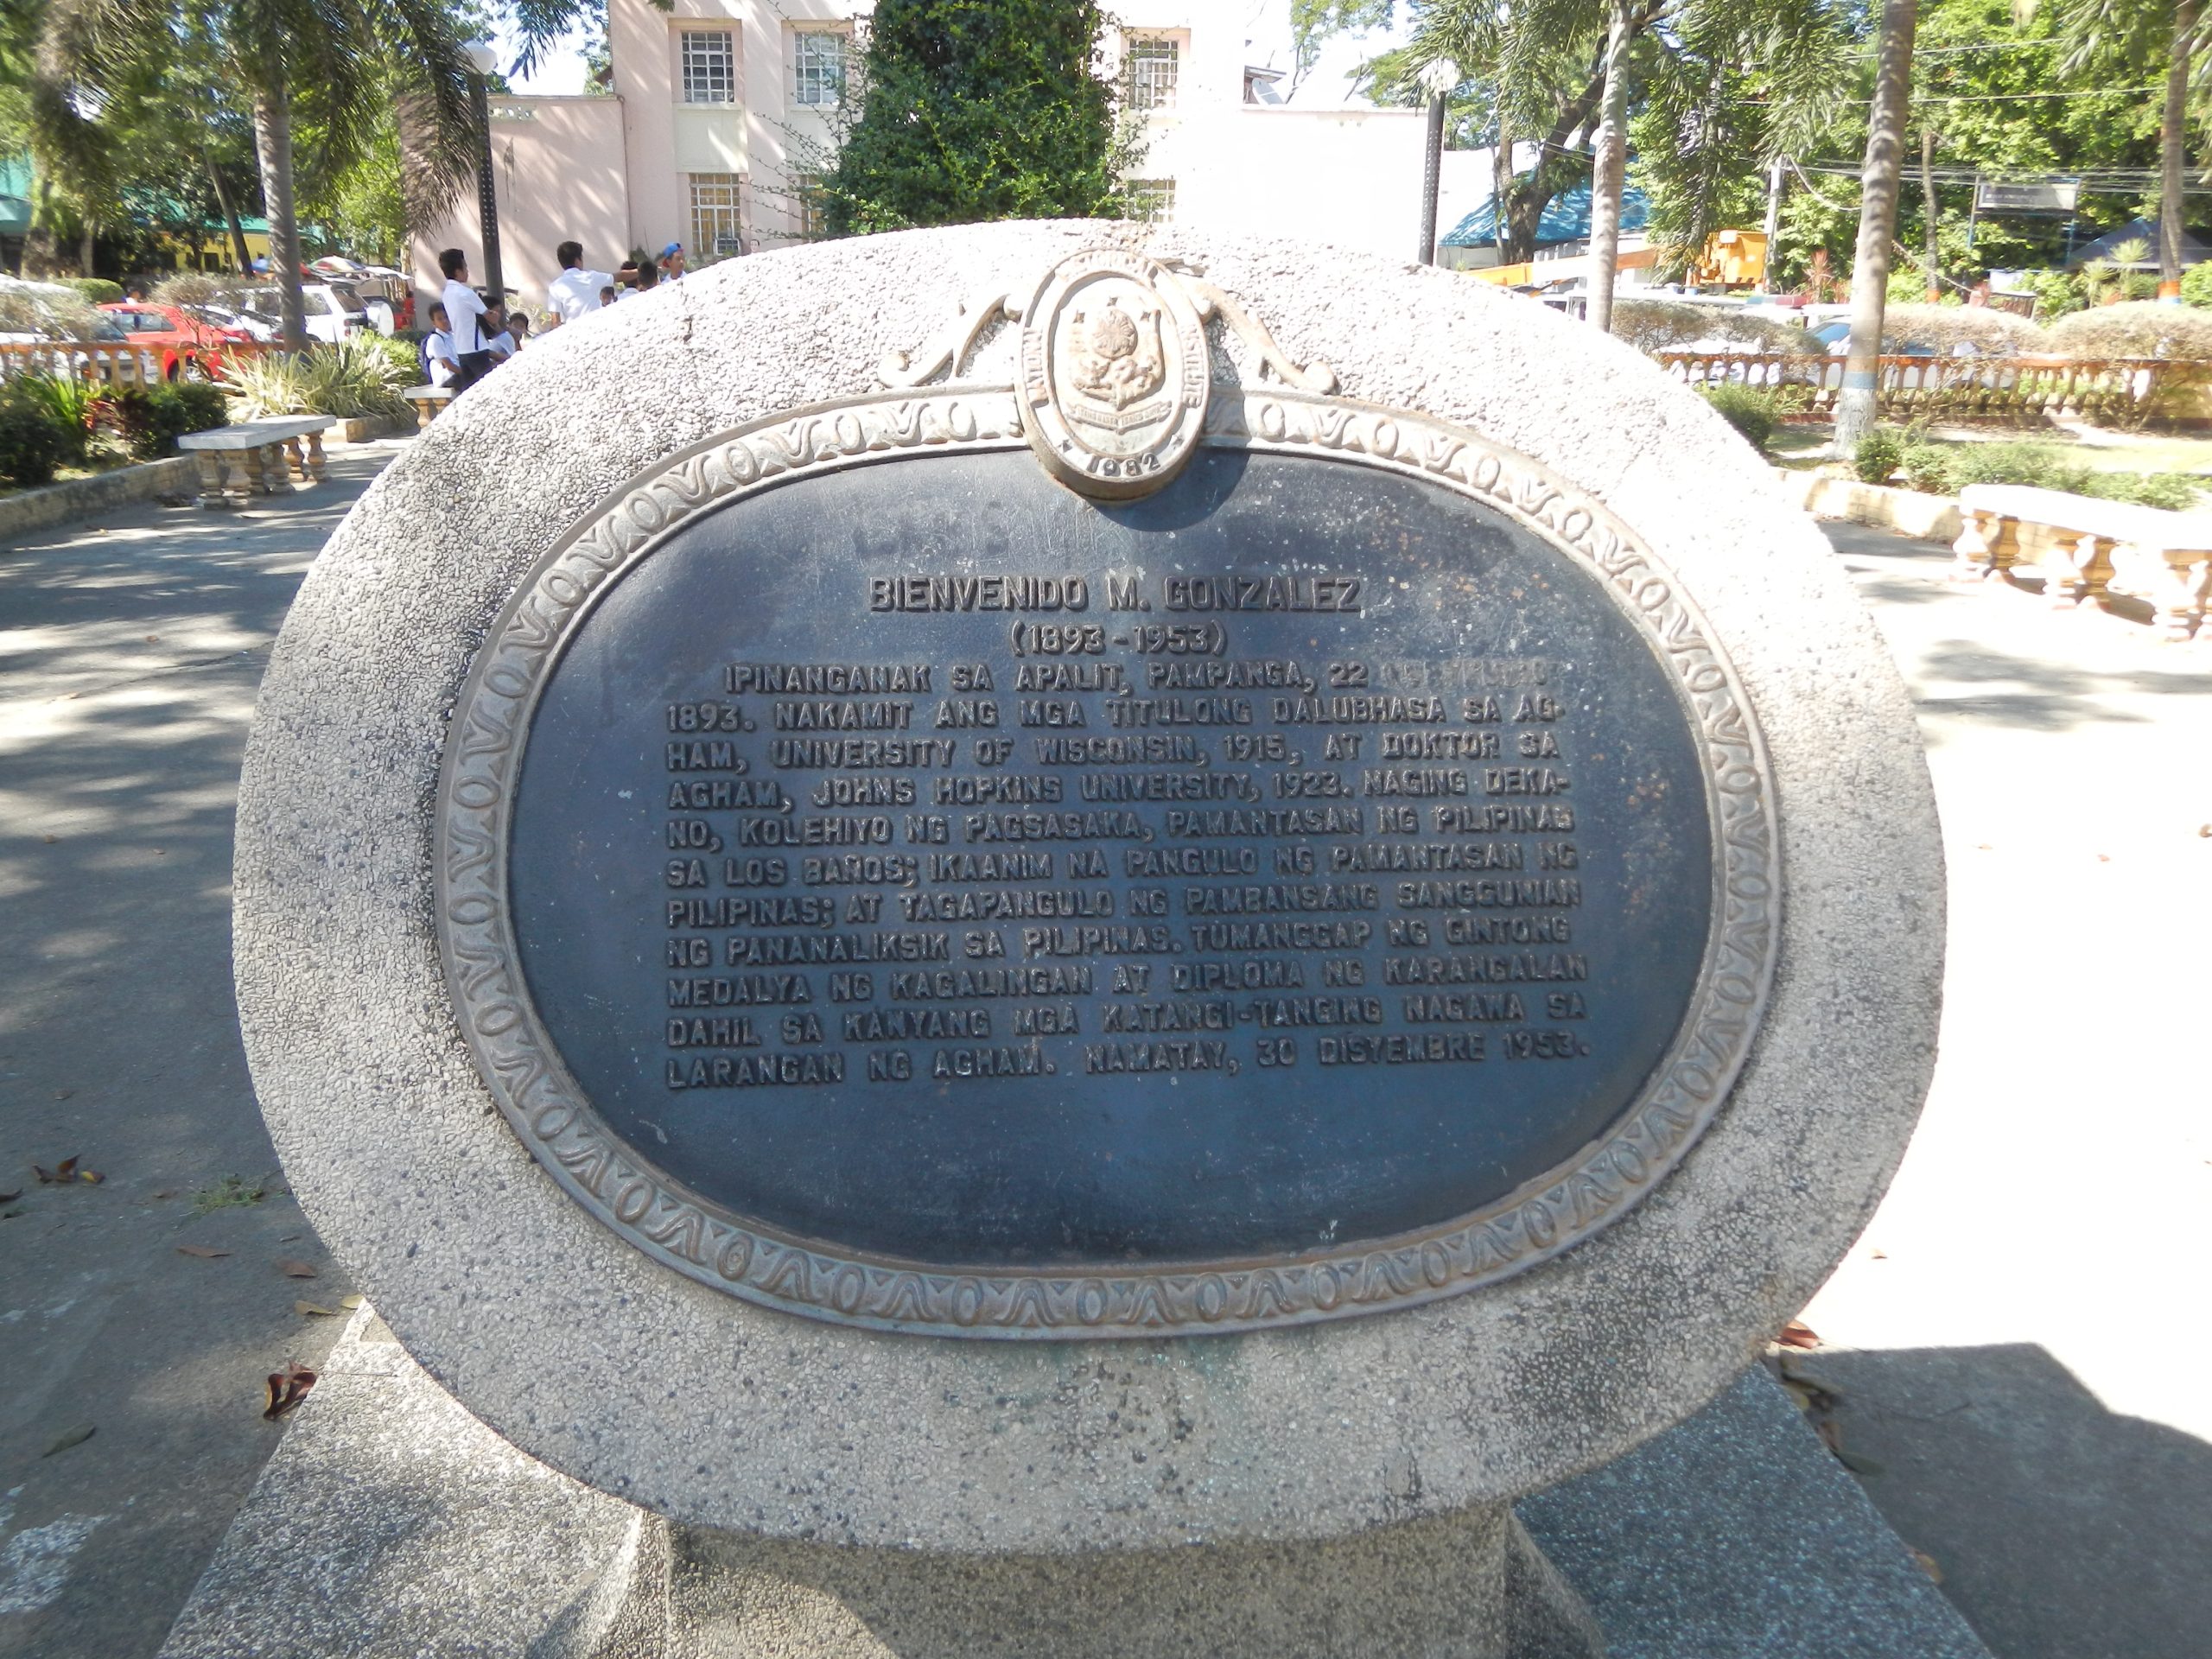 1982
BIENVENIDO M. GONZALEZ
(1893-1953)
IPINANGANAK SA APALIT, PAMPANGA, 22
1893. NAKAMIT ANG MGA TITULONG DALUBHASA SA AG-
HAM, UNIVERSITY OF WISCONSIN, 1915, AT DOKTOR SA
AGHAM, JOHNS HOPKINS UNIVERSITY, 1923. NAGING DEKA-
NO, KOLEHIYO NG PAGSASAKA, PAMANTASAN NG PILIPINAS
SA LOS BAÑOS; IKAANIM NA PANGULO NG PAMANTASAN NG
PILIPINAS; AT TAGAPANGULO NG PAMBANSANG SANGGUNIAN
NG PANANALIKSIK SA PILIPINAS. TUMANGGAP NG GINTONG
MEDALYA NG KAGALINGAN AT DIPLOMA NG KARANGALAN
DAHIL SA KANYANG MGA KATANGI-TANGING NAGAWA SA
LARANGAN NG AGHAM. NAMATAY, 30 DISYEMBRE 1953.